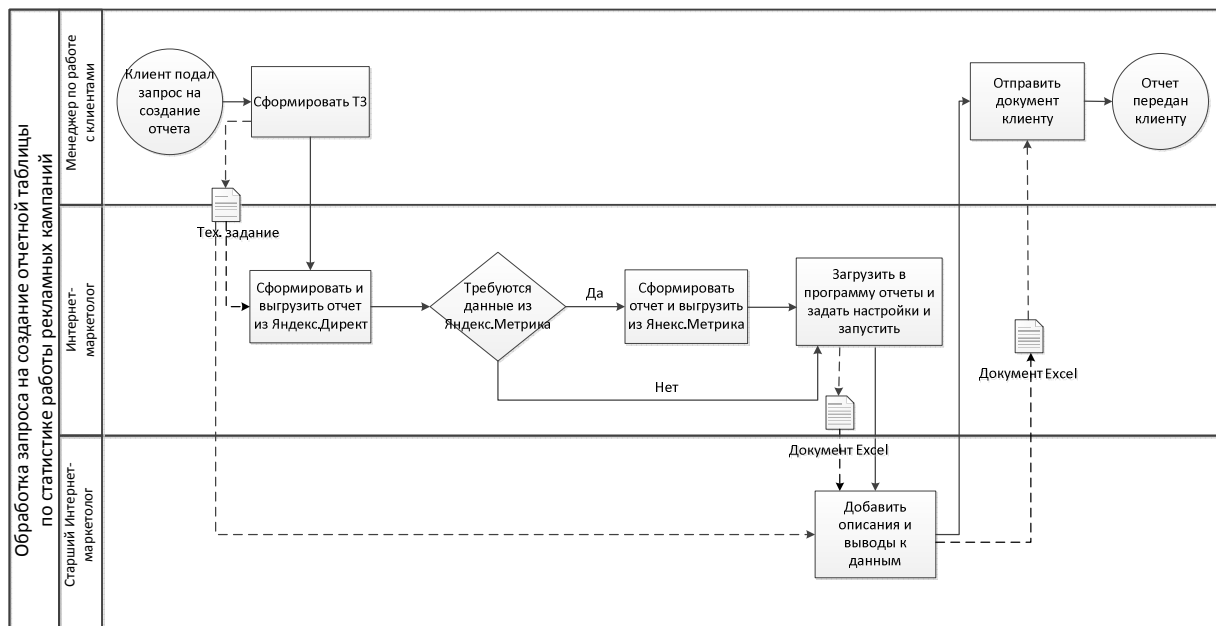 Обработка запроса на создание отчетной таблицы
по статистике работы рекламных кампаний
Менеджер по работе
с клиентами
Клиент подал
запрос на
создание
отчета
Сформировать ТЗ
Отправить
документ
клиенту
Отчет
передан
клиенту
Тех. задание
Интернет-
маркетолог
Сформировать и
выгрузить отчет
из Яндекс.Директ
Требуются
данные из
Яндекс.Метрика
Да
Сформировать
отчет и выгрузить
из Янекс.Метрика
Загрузить в
программу отчеты и
задать настройки и
запустить
Нет
Документ Excel
Документ Excel
Старший Интернет-
маркетолог
Добавить
описания и
выводы к
данным